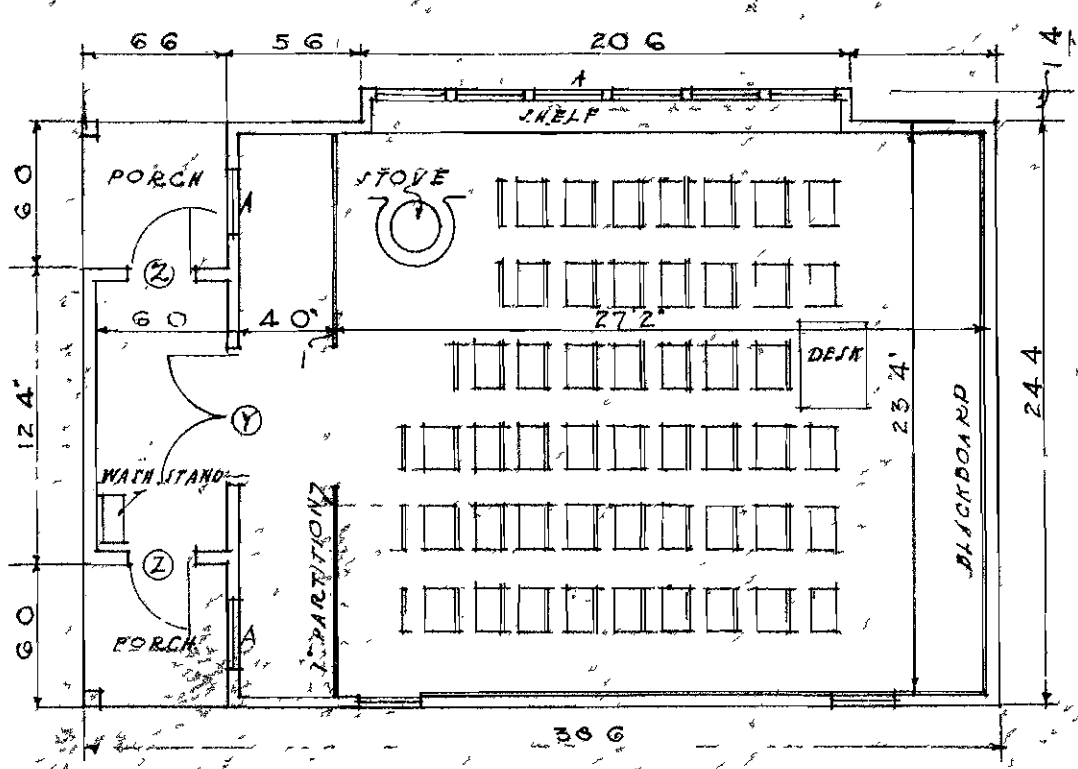 6 6
5 6
20 6
1 4
A
SHELF
PORCH
STOVE
A
6 0
Z
6 0
4 0"
27'2"
DESK
12 4"
Y
23 4'
24 4
BLACKBOARD
WASH STAND
2" PARTITION
Z
6 0
PORCH
A
38 6